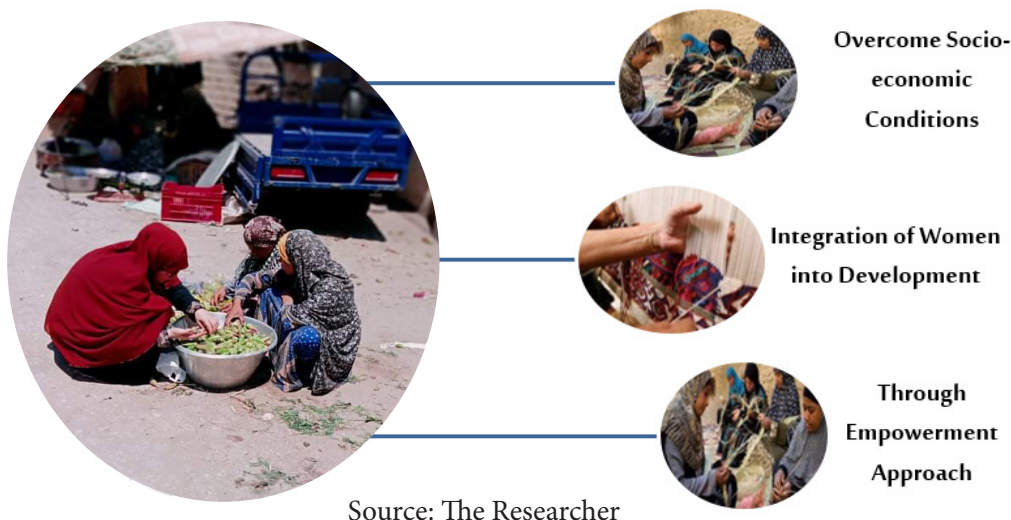 Overcome Socio-
economic
Conditions
Integration of Women
into Development
Through
Empowerment
Approach
Source: The Researcher